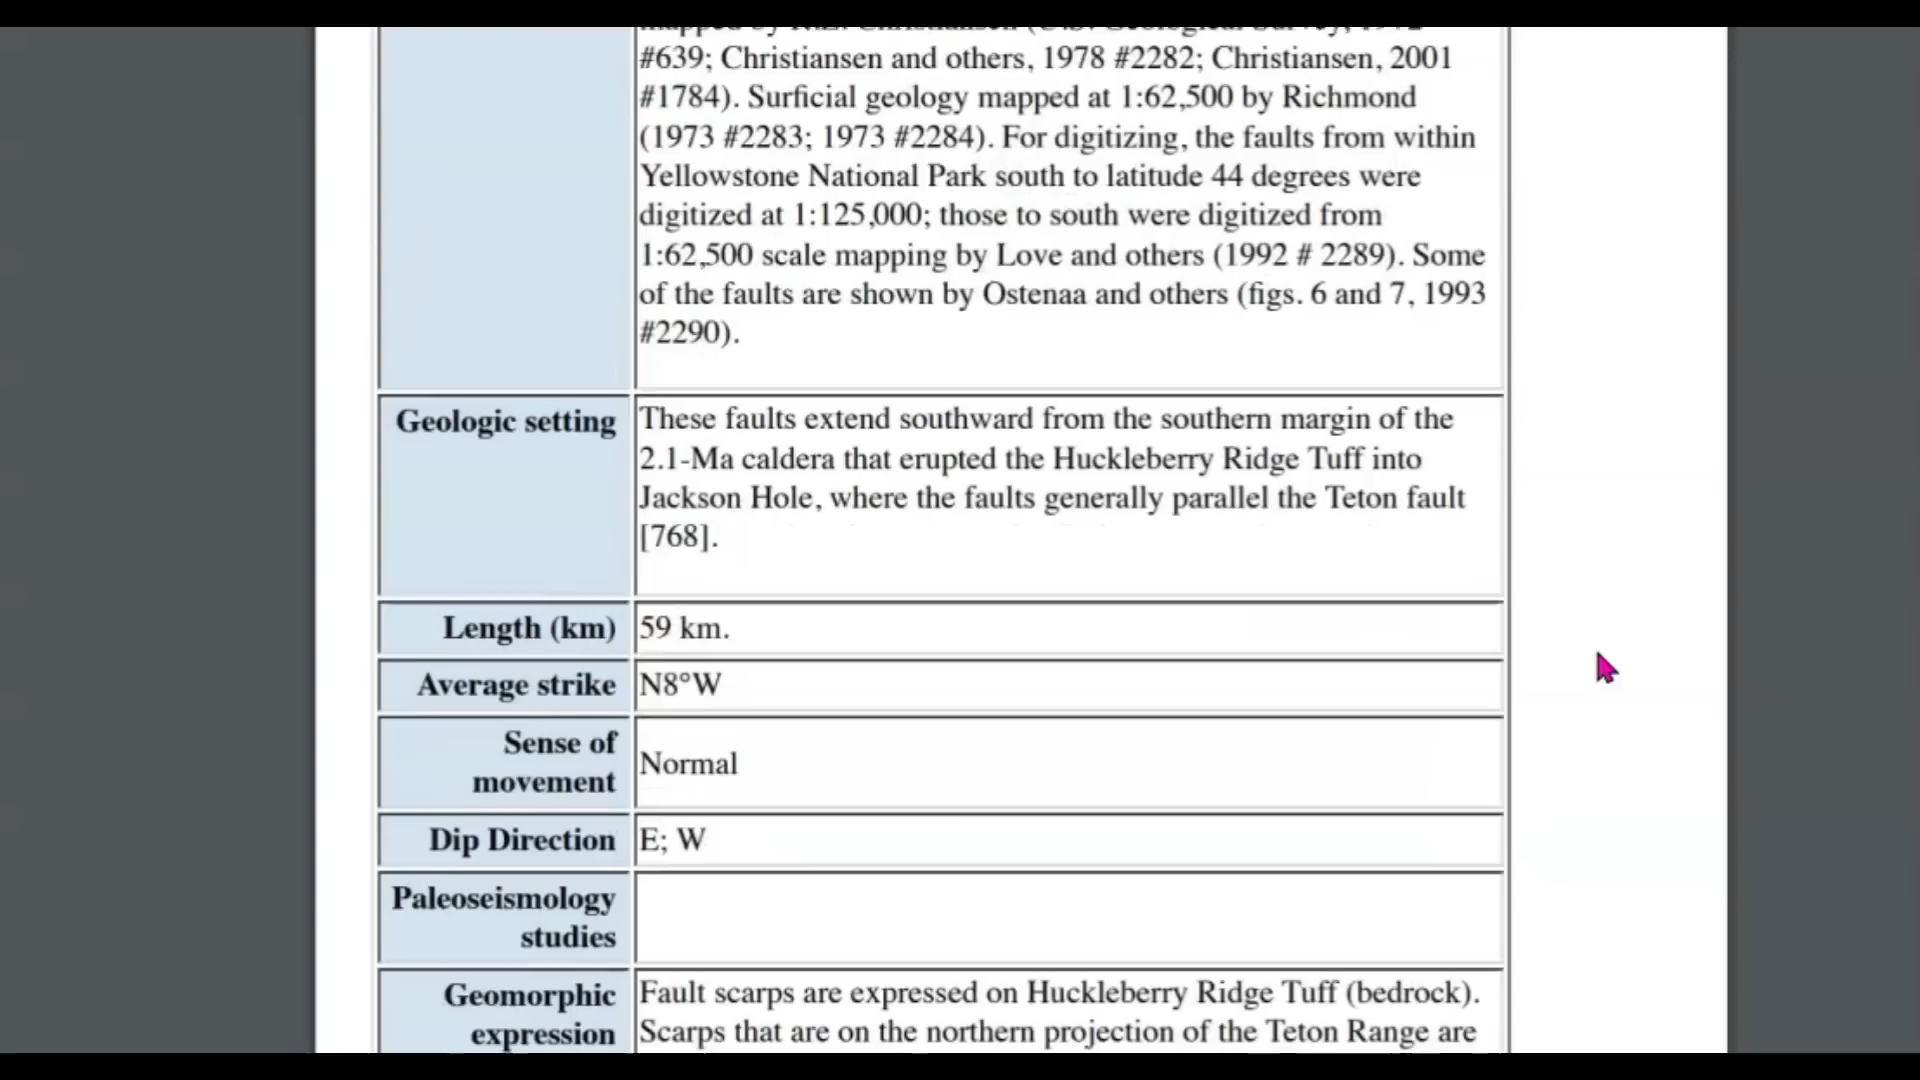 #639; Christiansen and others, 1978 #2282; Christiansen, 2001
#1784). Surficial geology mapped at 1:62,500 by Richmond
(1973 #2283; 1973 #2284). For digitizing, the faults from within
Yellowstone National Park south to latitude 44 degrees were
digitized at 1:125,000; those to south were digitized from
1:62,500 scale mapping by Love and others (1992 # 2289). Some
of the faults are shown by Ostenaa and others (figs. 6 and 7, 1993
#2290).
Geologic setting
These faults extend southward from the southern margin of the
2.1-Ma caldera that erupted the Huckleberry Ridge Tuff into
Jackson Hole, where the faults generally parallel the Teton fault
[768].
Length (km)
59 km.
Average strike
N8°W
Sense of
movement
Normal
Dip Direction
E; W
Paleoseismology
studies
Geomorphic
expression
Fault scarps are expressed on Huckleberry Ridge Tuff (bedrock).
Scarps that are on the northern projection of the Teton Range are